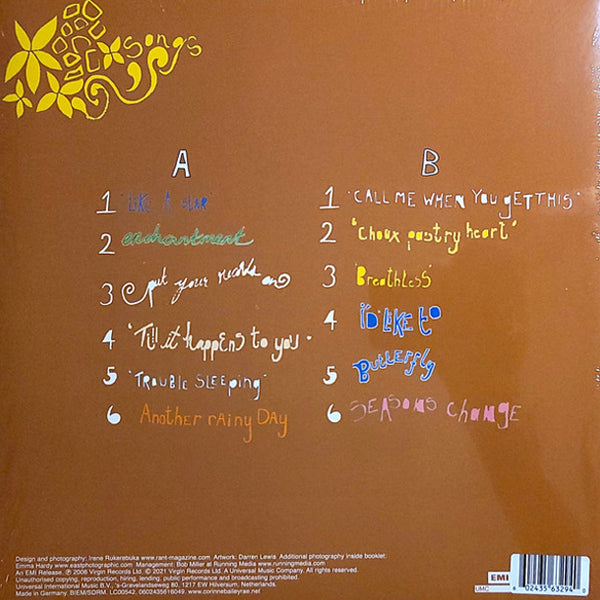 songs
A
1 "LIKE A STAR"
2 enchantment
3 put your records on
4 "Till it happens to you"
5 "TROUBLE SLEEPING"
6 Another rainy DAY
B
1 "CALL ME WHEN YOU GET THIS"
2 "choux pastry heart"
3 'Breathless'
4 i'D LIKE to
5 Butterfly
6 SEASONS CHANGE
Design and photography: Irene Rukerebuka (www.rant-magazine.com) Artwork: Darren Lewis Additional photography inside booklet:
Emma Hardy www.eastphotographic.com Management: Bob Miller at Running Media www.runningmedia.com
An EMI Release, ℗ 2006 Virgin Records Ltd. © 2021 Virgin Records Ltd. A Universal Music Company. All rights reserved.
Unauthorised copying, reproduction, hiring, lending, public performance and broadcasting prohibited.
Universal International Music B.V., 's-Gravelandseweg 80, 1217 EW Hilversum, Netherlands.
Made in Germany. BIEM/SDRM. LC00542, 0602435616049. www.corinnebaileyrae.net
EMI
UMC
6 02435 63294 0